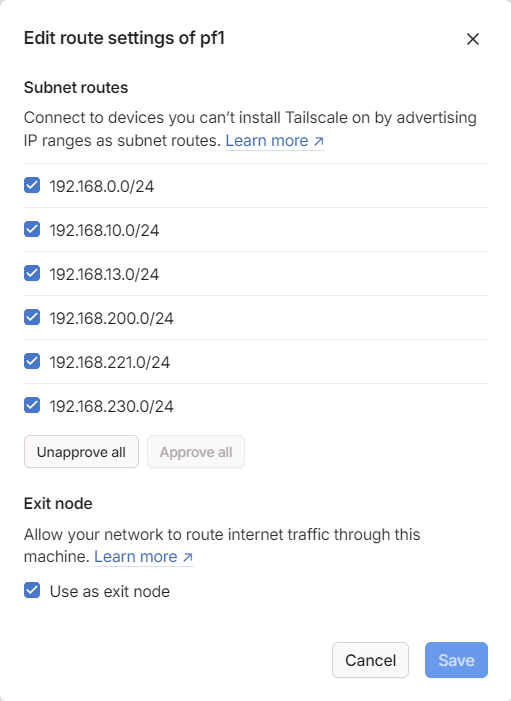 Edit route settings of pf1
Subnet routes
Connect to devices you can’t install Tailscale on by advertising
IP ranges as subnet routes. Learn more ↗
192.168.0.0/24
192.168.10.0/24
192.168.13.0/24
192.168.200.0/24
192.168.221.0/24
192.168.230.0/24
Unapprove all Approve all
Exit node
Allow your network to route internet traffic through this
machine. Learn more ↗
Use as exit node
Cancel Save